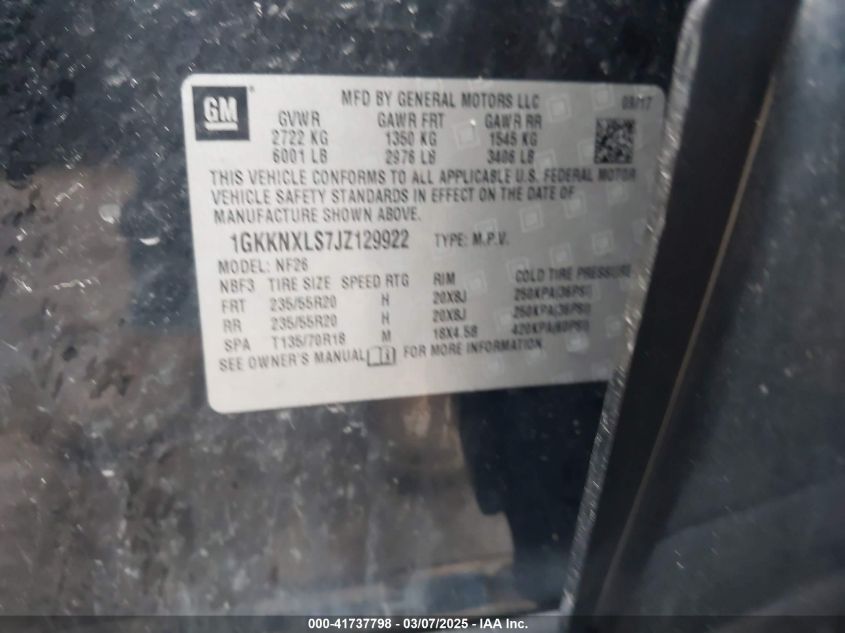 GM
MFD BY GENERAL MOTORS LLC 09/17
GVWR GAWR FRT GAWR RR
2722 KG 1350 KG 1545 KG
6001 LB 2976 LB 3406 LB
THIS VEHICLE CONFORMS TO ALL APPLICABLE U.S. FEDERAL MOTOR
VEHICLE SAFETY STANDARDS IN EFFECT ON THE DATE OF
MANUFACTURE SHOWN ABOVE.
1GKKNXLS7JZ129922 TYPE: M.P.V.
MODEL: NF26
NBF3 TIRE SIZE SPEED RTG RIM COLD TIRE PRESSURE
FRT 235/55R20 H 20X8J 250KPA(36PSI)
RR 235/55R20 H 20X8J 250KPA(36PSI)
SPA T135/70R18 M 18X4.5B 420KPA(60PSI)
SEE OWNER'S MANUAL FOR MORE INFORMATION
000-41737798 — 03/07/2025 — IAA Inc.